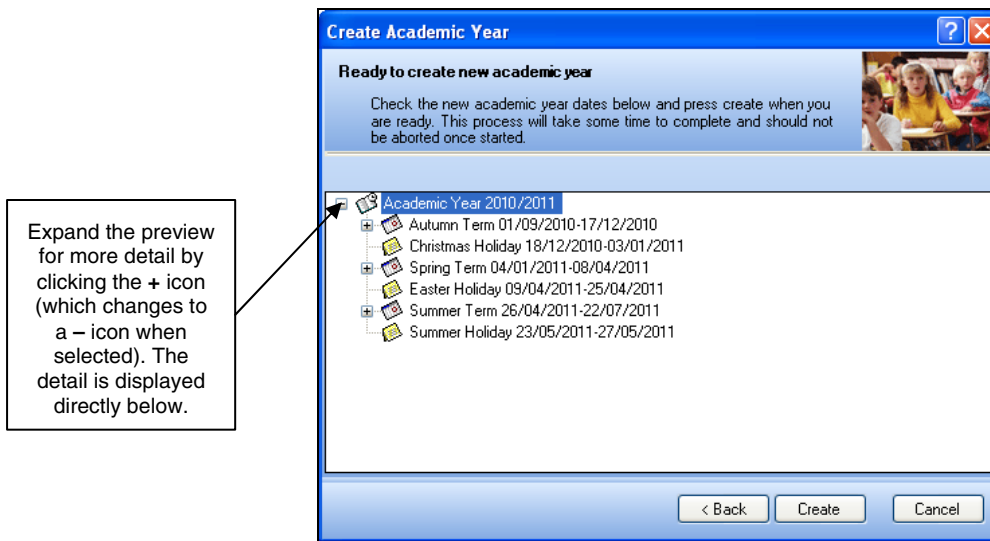 Create Academic Year
Ready to create new academic year
Check the new academic year dates below and press create when you
are ready. This process will take some time to complete and should not
be aborted once started.
Expand the preview
for more detail by
clicking the + icon
(which changes to
a – icon when
selected). The
detail is displayed
directly below.
Academic Year 2010/2011
Autumn Term 01/09/2010-17/12/2010
Christmas Holiday 18/12/2010-03/01/2011
Spring Term 04/01/2011-08/04/2011
Easter Holiday 09/04/2011-25/04/2011
Summer Term 26/04/2011-22/07/2011
Summer Holiday 23/05/2011-27/05/2011
< Back Create Cancel